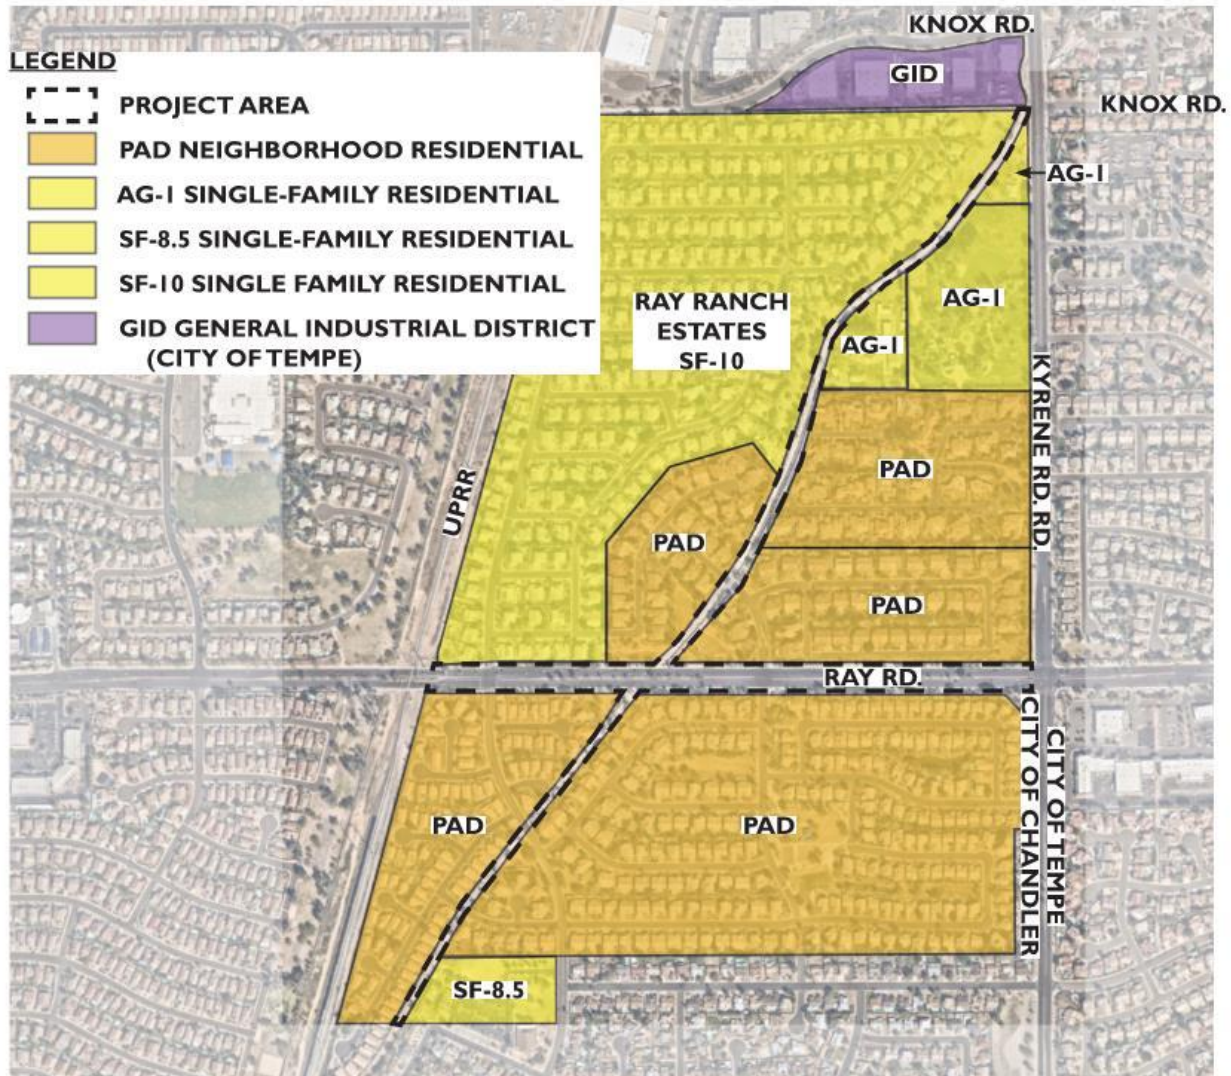 KNOX RD.
LEGEND
GID
PROJECT AREA
KNOX RD.
PAD NEIGHBORHOOD RESIDENTIAL
AG-1
AG-1 SINGLE-FAMILY RESIDENTIAL
SF-8.5 SINGLE-FAMILY RESIDENTIAL
SF-10 SINGLE FAMILY RESIDENTIAL
GID GENERAL INDUSTRIAL DISTRICT
(CITY OF TEMPE)
RAY RANCH
ESTATES
SF-10
AG-1
AG-1
KYRENE RD. RD.
UPRR
PAD
PAD
PAD
RAY RD.
CITY OF CHANDLER
CITY OF TEMPE
PAD
PAD
SF-8.5